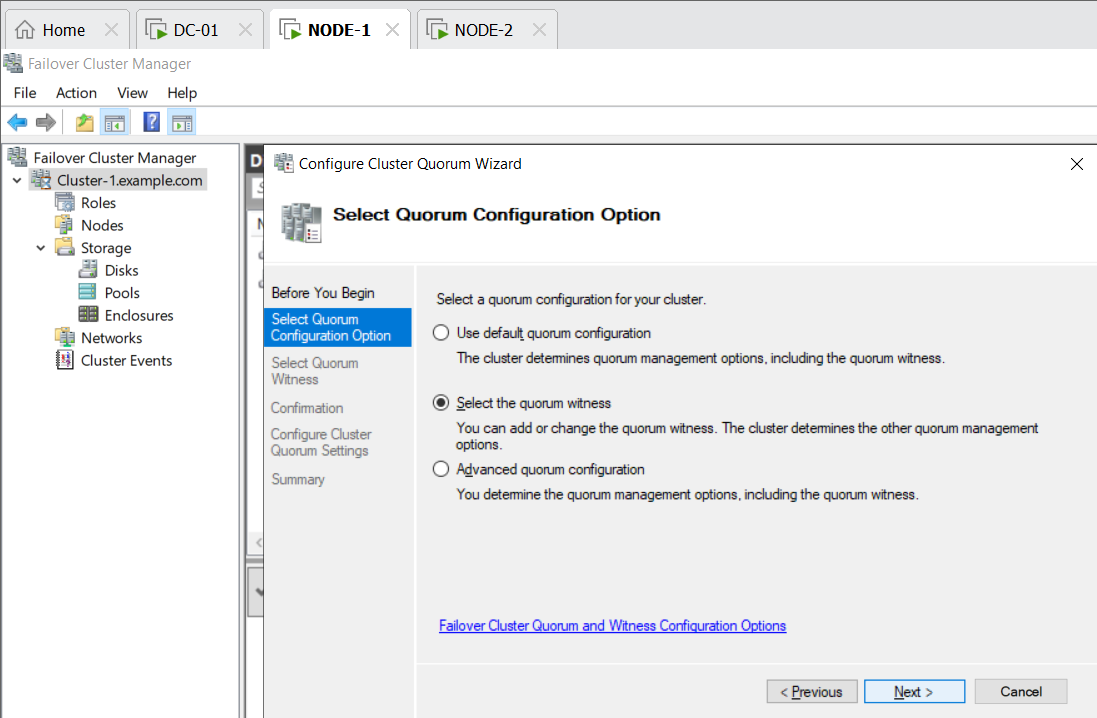 Home
DC-01
NODE-1
NODE-2
Failover Cluster Manager
File Action View Help
Failover Cluster Manager
Cluster-1.example.com
Roles
Nodes
Storage
Disks
Pools
Enclosures
Networks
Cluster Events
Configure Cluster Quorum Wizard
Select Quorum Configuration Option
Before You Begin
Select Quorum
Configuration Option
Select Quorum
Witness
Confirmation
Configure Cluster
Quorum Settings
Summary
Select a quorum configuration for your cluster.
Use default quorum configuration
The cluster determines quorum management options, including the quorum witness.
Select the quorum witness
You can add or change the quorum witness. The cluster determines the other quorum management
options.
Advanced quorum configuration
You determine the quorum management options, including the quorum witness.
Failover Cluster Quorum and Witness Configuration Options
< Previous
Next >
Cancel